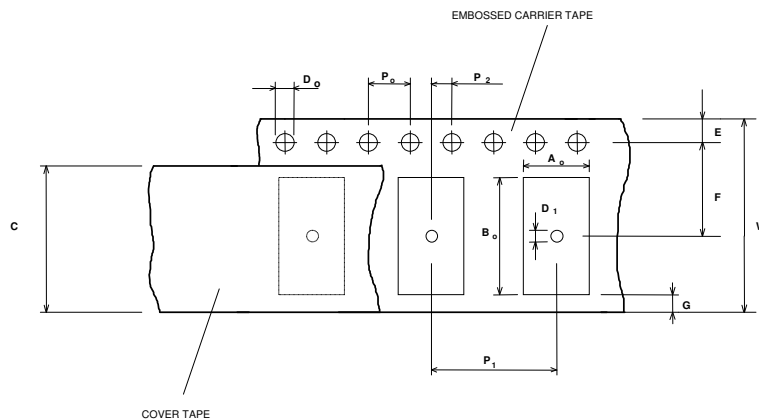 EMBOSSED CARRIER TAPE
D o
P o
P 2
E
A o
F
D 1
C
B o
G
P 1
COVER TAPE